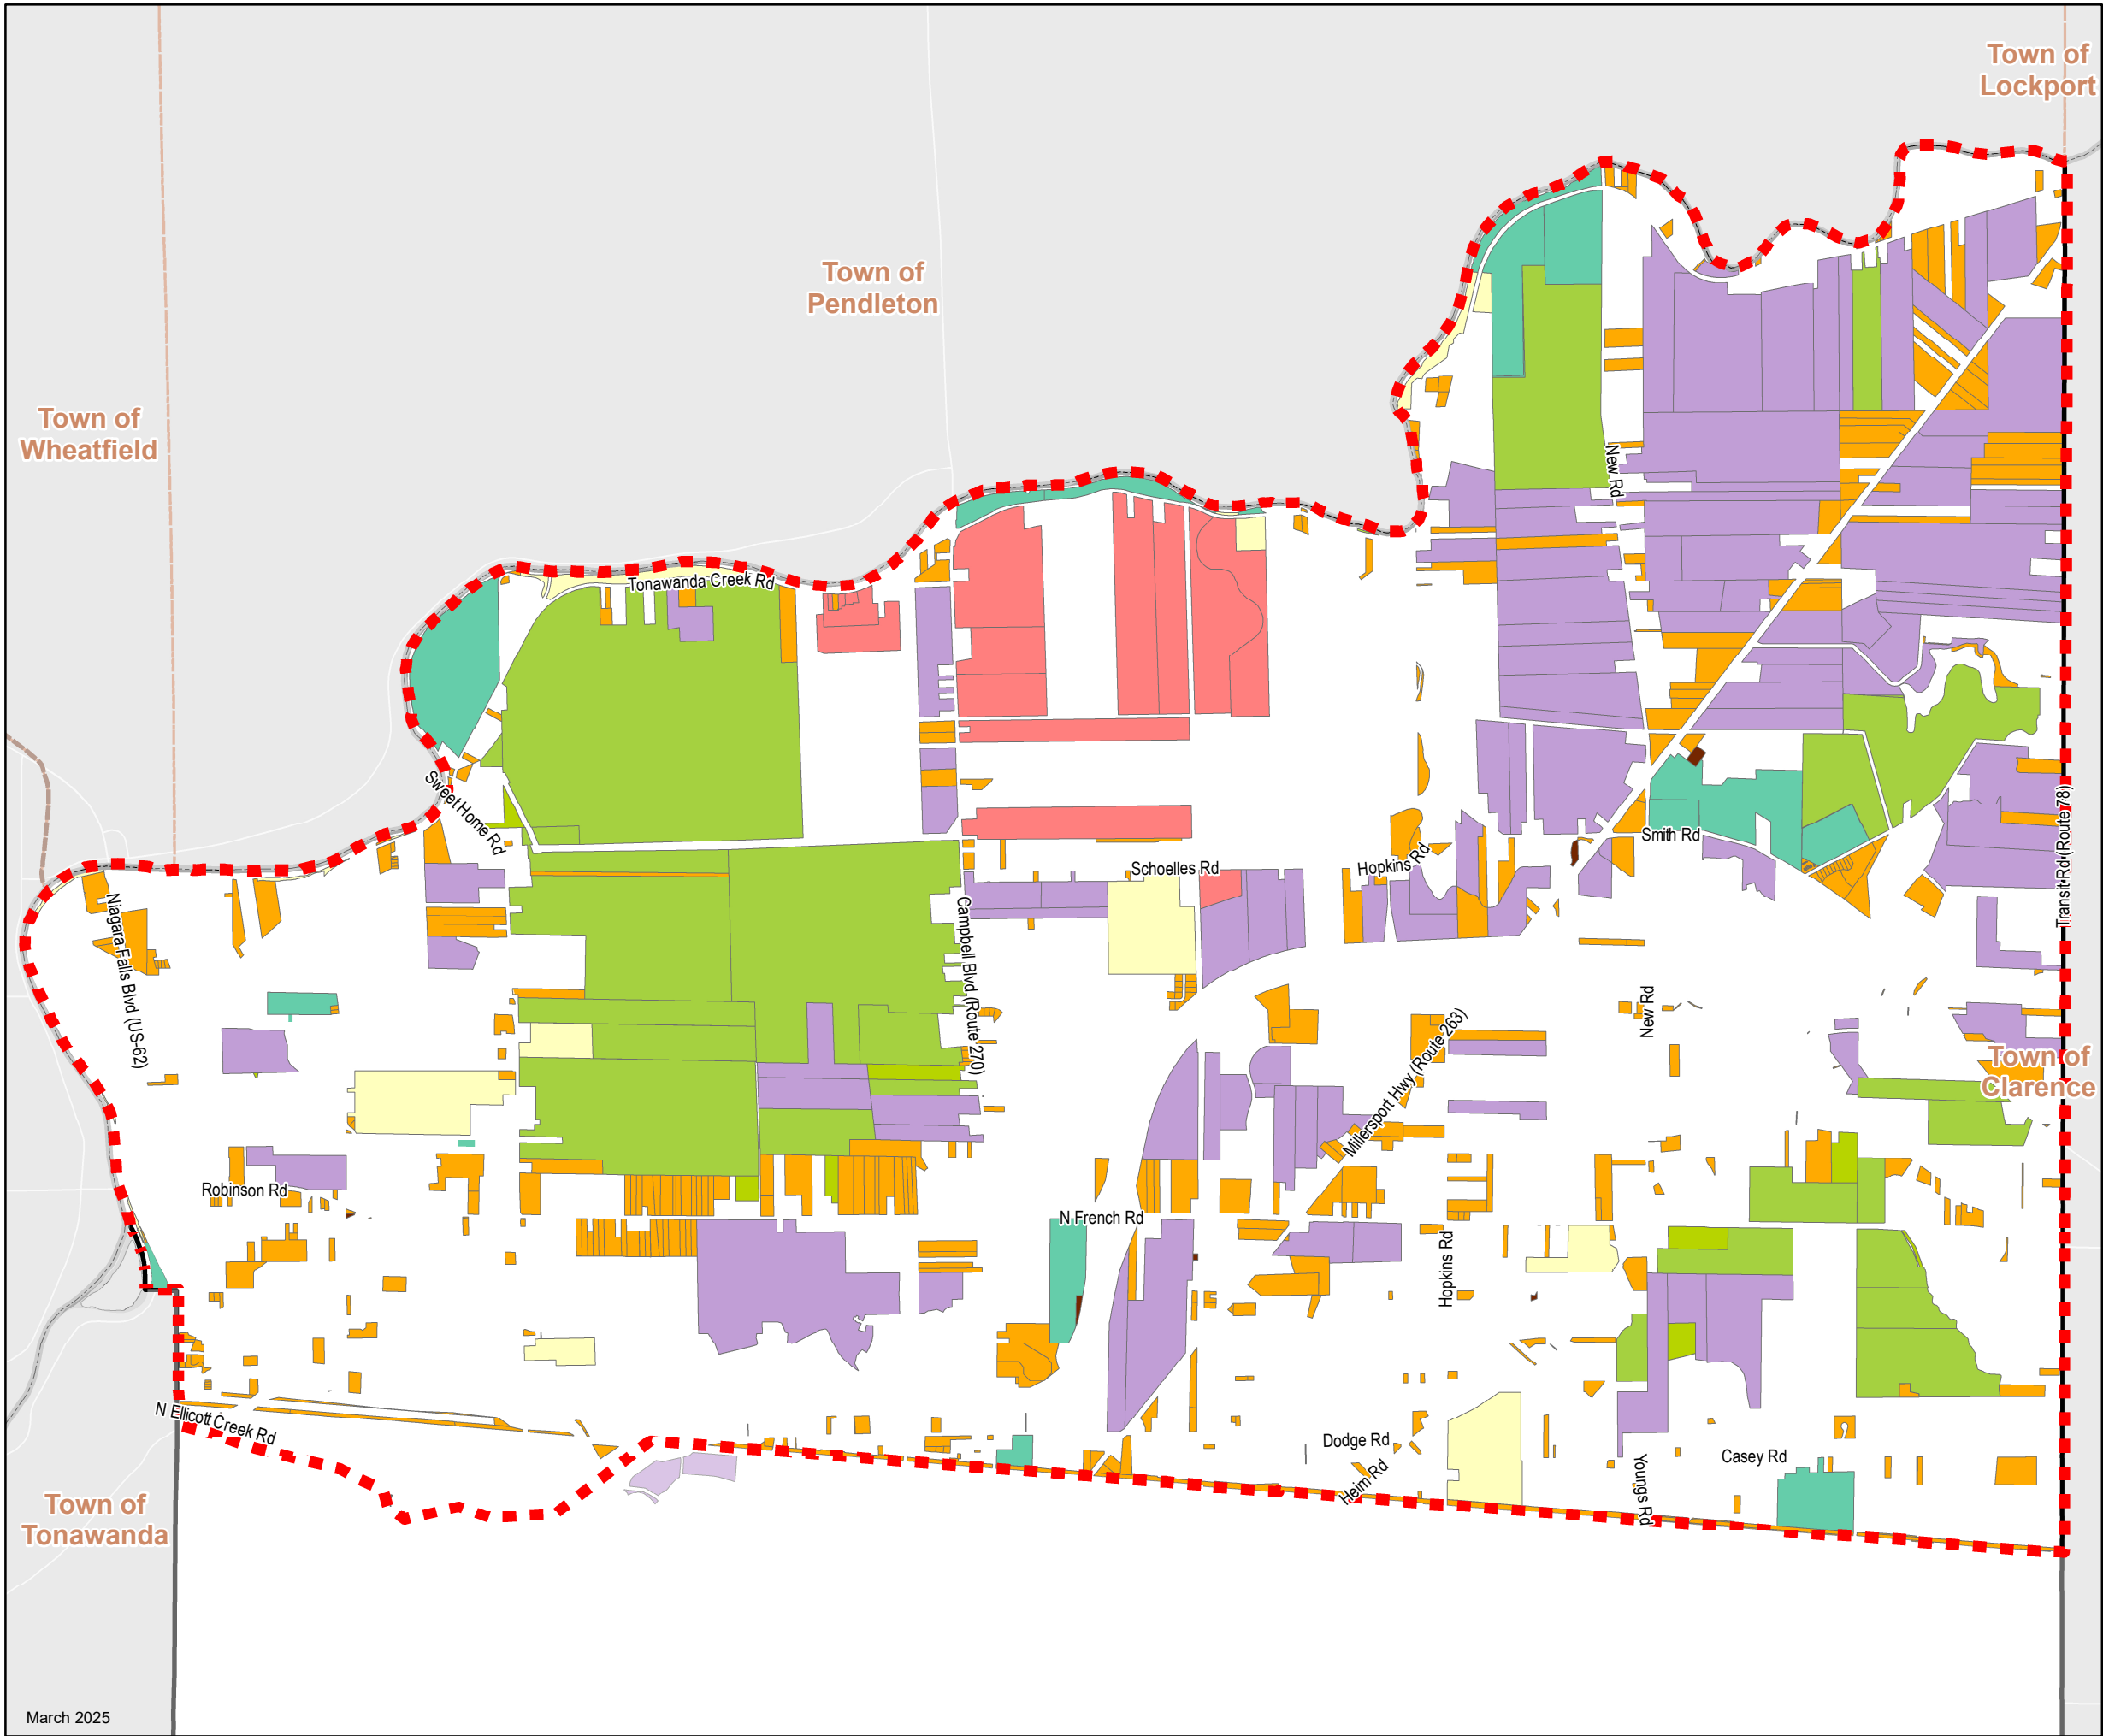 Town of
Lockport
Town of
Pendleton
Town of
Wheatfield
New Rd
Tonawanda Creek Rd
Sweet Home Rd
Smith Rd
Transit Rd (Route 78)
Schoelles Rd
Hopkins Rd
Niagara Falls Blvd (US-62)
Campbell Blvd (Route 270)
New Rd
Millersport Hwy (Route 263)
Town of
Clarence
Robinson Rd
N French Rd
Hopkins Rd
N Ellicott Creek Rd
Dodge Rd
Heim Rd
Youngs Rd
Casey Rd
Town of
Tonawanda
March 2025